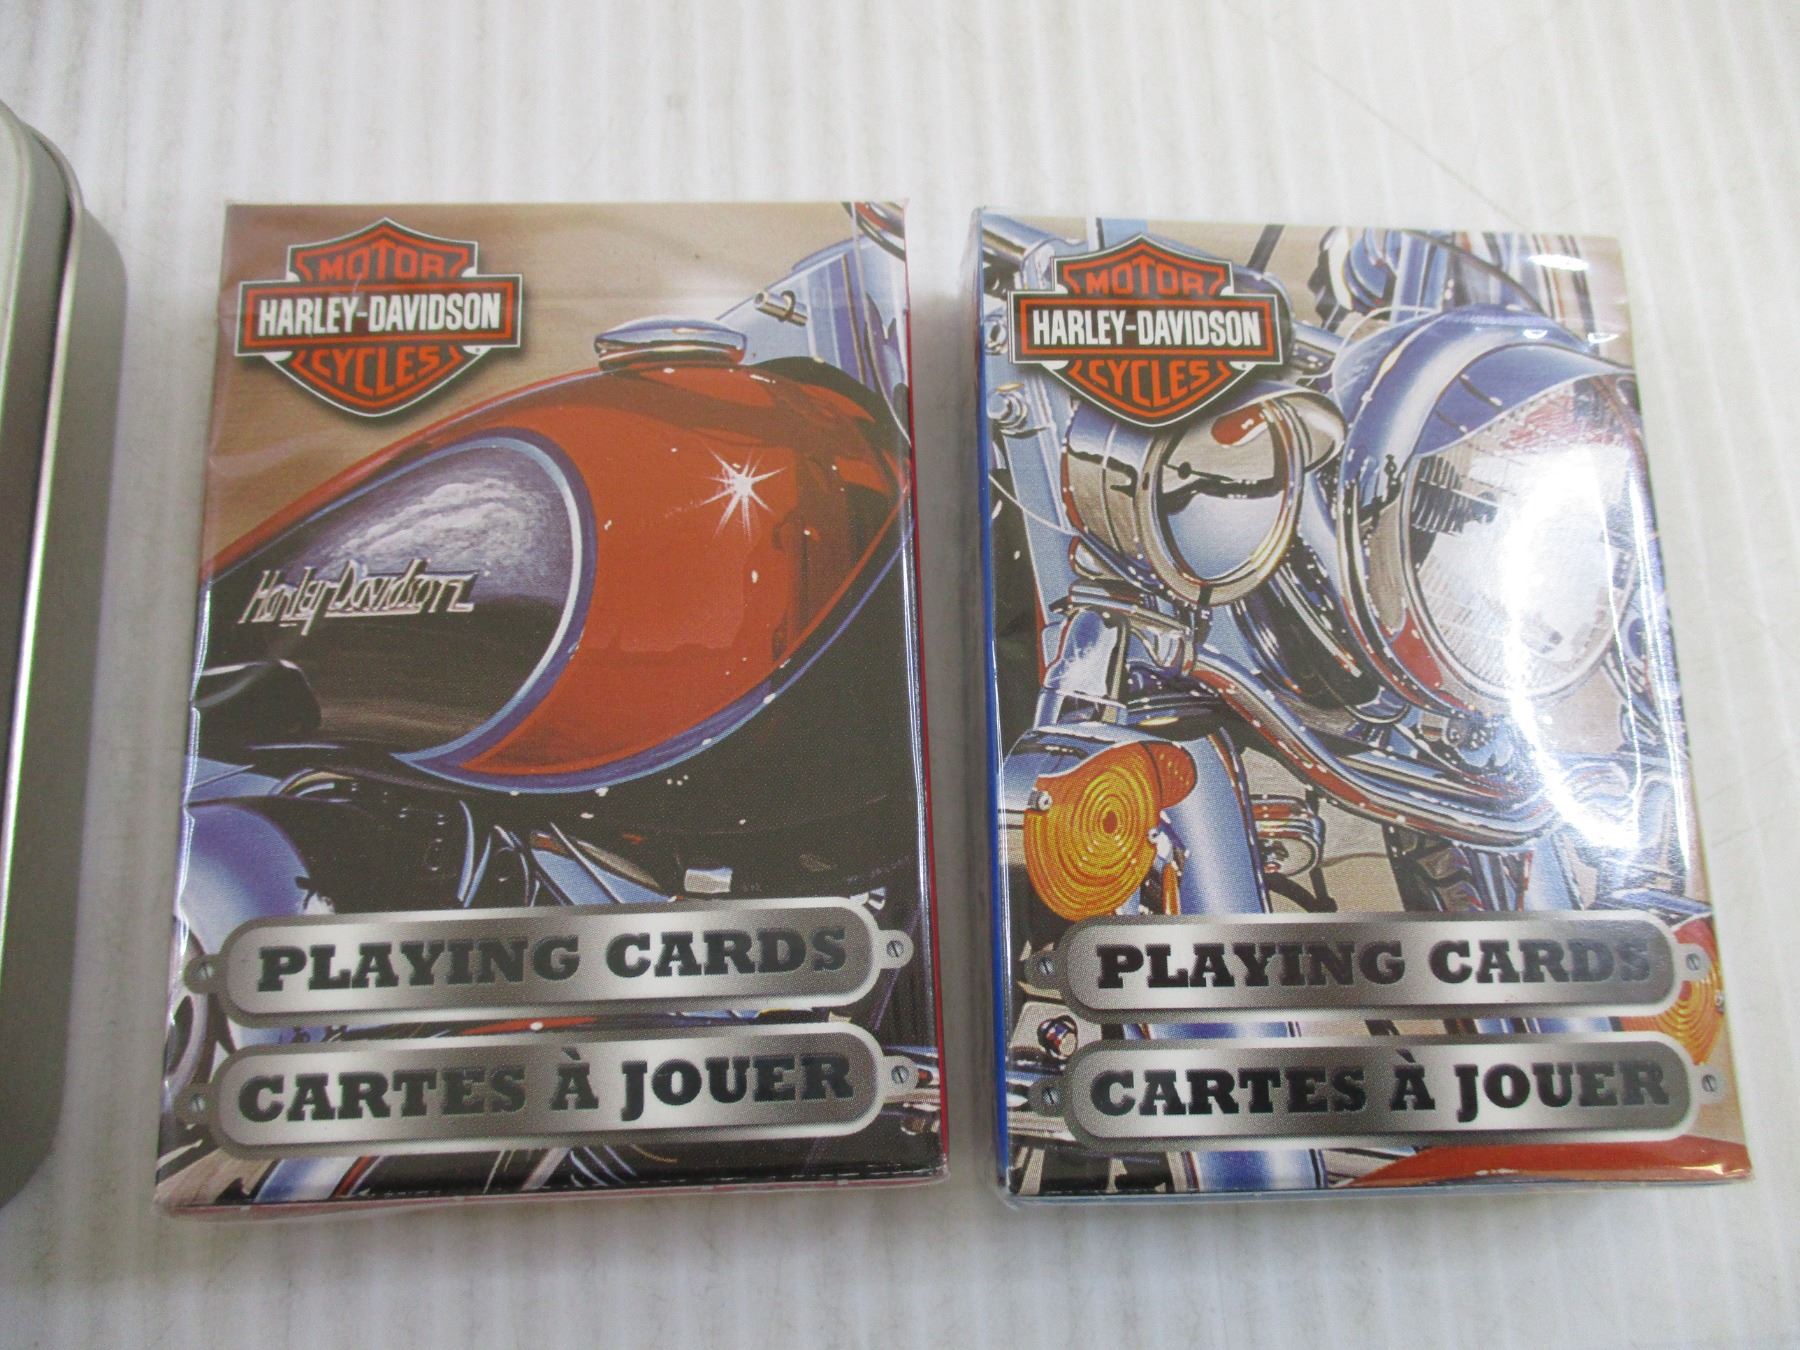 MOTOR
HARLEY-DAVIDSON
CYCLES
Harley-Davidson
PLAYING CARDS
CARTES À JOUER
MOTOR
HARLEY-DAVIDSON
CYCLES
PLAYING CARDS
CARTES À JOUER